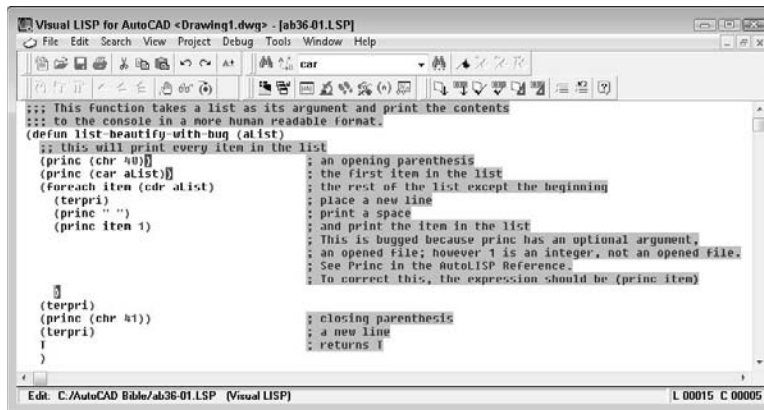 Visual LISP for AutoCAD <Drawing1.dwg> - [ab36-01.LSP]
File Edit Search View Project Debug Tools Window Help
car
;;; This function takes a list as its argument and print the contents
;;; to the console in a more human readable format.
(defun list-beautify-with-bug (aList)
;; this will print every item in the list
(princ (chr 40)) ; an opening parenthesis
(princ (car aList)) ; the first item in the list
(foreach item (cdr aList) ; the rest of the list except the beginning
(terpri) ; place a new line
(princ " ") ; print a space
(princ item 1) ; and print the item in the list
; This is bugged because princ has an optional argument,
; an opened file; however 1 is an integer, not an opened file.
; See Princ in the AutoLISP Reference.
; To correct this, the expression should be (princ item)
)
(terpri)
(princ (chr 41)) ; closing parenthesis
(terpri) ; a new line
T ; returns T
)
Edit: C:/AutoCAD Bible/ab36-01.LSP (Visual LISP) L 00015 C 00005